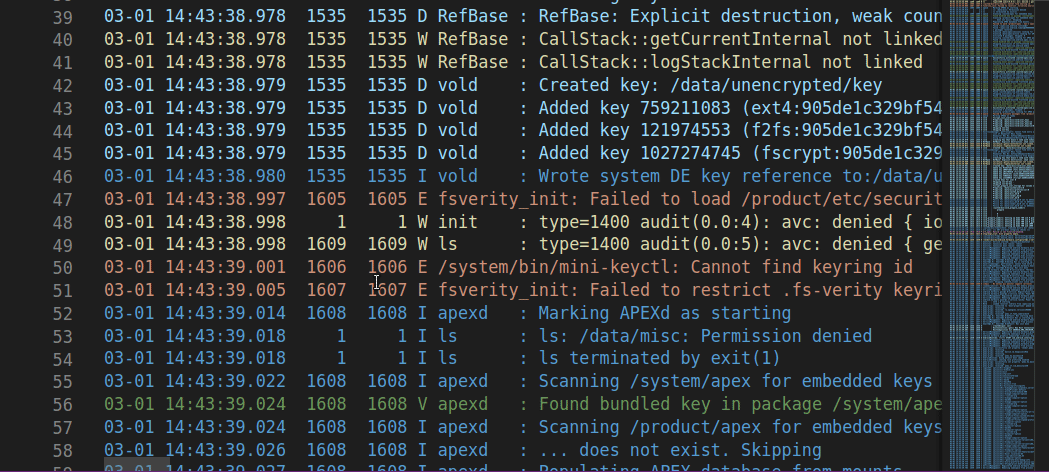 39 03-01 14:43:38.978 1535 1535 D RefBase : RefBase: Explicit destruction, weak coun
40 03-01 14:43:38.978 1535 1535 W RefBase : CallStack::getCurrentInternal not linked
41 03-01 14:43:38.978 1535 1535 W RefBase : CallStack::logStackInternal not linked
42 03-01 14:43:38.979 1535 1535 D vold : Created key: /data/unencrypted/key
43 03-01 14:43:38.979 1535 1535 D vold : Added key 759211083 (ext4:905de1c329bf54
44 03-01 14:43:38.979 1535 1535 D vold : Added key 121974553 (f2fs:905de1c329bf54
45 03-01 14:43:38.979 1535 1535 D vold : Added key 1027274745 (fscrypt:905de1c329
46 03-01 14:43:38.980 1535 1535 I vold : Wrote system DE key reference to:/data/u
47 03-01 14:43:38.997 1605 1605 E fsverity_init: Failed to load /product/etc/securit
48 03-01 14:43:38.998 1 1 W init : type=1400 audit(0.0:4): avc: denied { io
49 03-01 14:43:38.998 1609 1609 W ls : type=1400 audit(0.0:5): avc: denied { ge
50 03-01 14:43:39.001 1606 1606 E /system/bin/mini-keyctl: Cannot find keyring id
51 03-01 14:43:39.005 1607 1607 E fsverity_init: Failed to restrict .fs-verity keyri
52 03-01 14:43:39.014 1608 1608 I apexd : Marking APEXd as starting
53 03-01 14:43:39.018 1 1 I ls : ls: /data/misc: Permission denied
54 03-01 14:43:39.018 1 1 I ls : ls terminated by exit(1)
55 03-01 14:43:39.022 1608 1608 I apexd : Scanning /system/apex for embedded keys
56 03-01 14:43:39.024 1608 1608 V apexd : Found bundled key in package /system/ape
57 03-01 14:43:39.024 1608 1608 I apexd : Scanning /product/apex for embedded keys
58 03-01 14:43:39.026 1608 1608 I apexd : ... does not exist. Skipping
59 03-01 14:43:39.027 1608 1608 I apexd : Populating APEX database from mounts